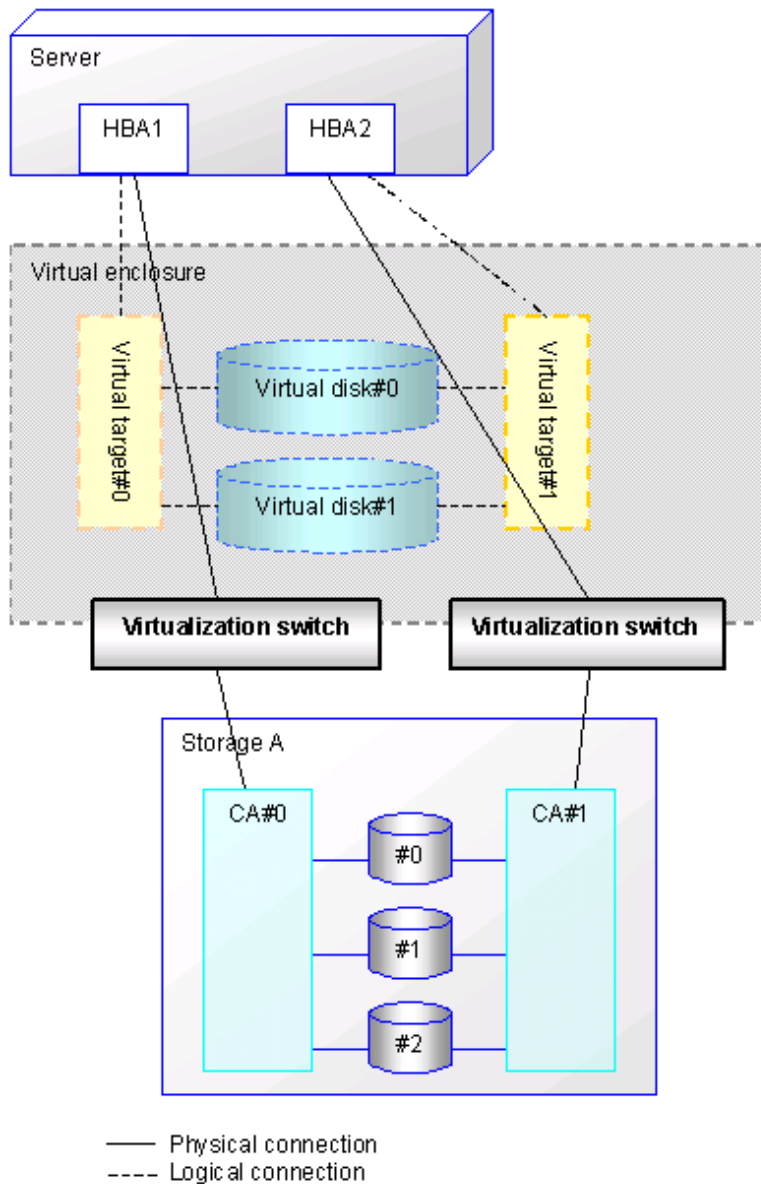 Server
HBA1
HBA2
Virtual enclosure
Virtual target#0
Virtual disk#0
Virtual disk#1
Virtual target#1
Virtualization switch
Virtualization switch
Storage A
CA#0
CA#1
#0
#1
#2
Physical connection
Logical connection